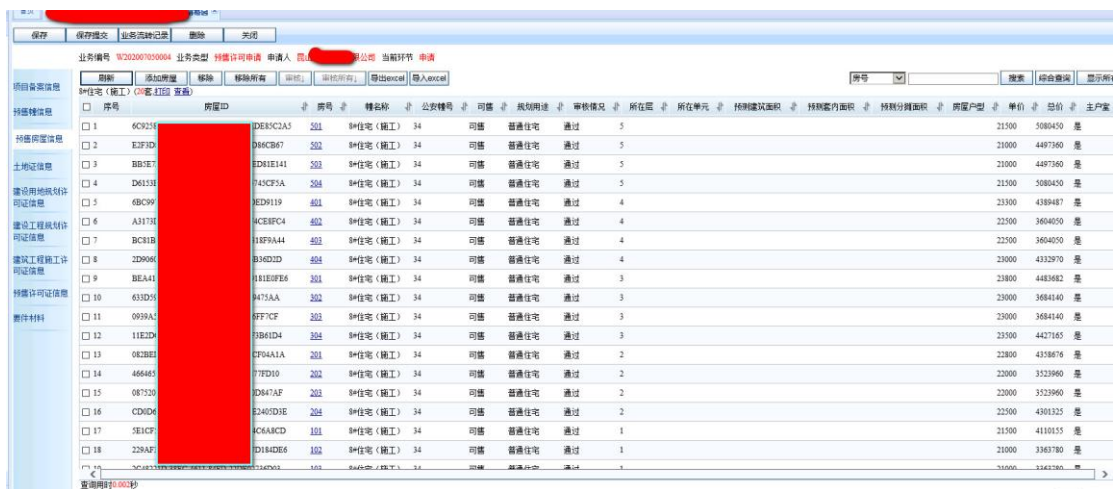 首页
保存 保存提交 业务流转记录 删除 关闭
业务编号 W202007050004 业务类型 预售许可申请 申请人 昆山 限公司 当前环节 申请
刷新 添加房屋 移除 移除所有 审核↓ 审核所有↓ 导出excel 导入excel 房号 搜索 综合查询 显示所
8#住宅（施工）(20套,打印 查看)
项目备案信息
预售幢信息
预售房屋信息
土地证信息
建设用地规划许可证信息
建设工程规划许可证信息
建筑工程施工许可证信息
预售许可证信息
要件材料
序号 房屋ID 房号 幢名称 公安幢号 可售 规划用途 审核情况 所在层 所在单元 预测建筑面积 预测套内面积 预测分摊面积 房屋户型 单价 总价 主户室
1 6C925 DE85C2A5 501 8#住宅（施工） 34 可售 普通住宅 通过 5 21500 5080450 是
2 E2F3D D86CB67 502 8#住宅（施工） 34 可售 普通住宅 通过 5 21000 4497360 是
3 BB5E7 ED81E141 503 8#住宅（施工） 34 可售 普通住宅 通过 5 21000 4497360 是
4 D6153 745CF5A 504 8#住宅（施工） 34 可售 普通住宅 通过 5 21500 5080450 是
5 6BC99 DED9119 401 8#住宅（施工） 34 可售 普通住宅 通过 4 23300 4389487 是
6 A3173 4CE8FC4 402 8#住宅（施工） 34 可售 普通住宅 通过 4 22500 3604050 是
7 BC81B 818F9A44 403 8#住宅（施工） 34 可售 普通住宅 通过 4 22500 3604050 是
8 2D906 B36D2D 404 8#住宅（施工） 34 可售 普通住宅 通过 4 23000 4332970 是
9 BEA41 181E0FE6 301 8#住宅（施工） 34 可售 普通住宅 通过 3 23800 4483682 是
10 633D5 9475AA 302 8#住宅（施工） 34 可售 普通住宅 通过 3 23000 3684140 是
11 0939A 6FF7CF 303 8#住宅（施工） 34 可售 普通住宅 通过 3 23000 3684140 是
12 11E2D F3B61D4 304 8#住宅（施工） 34 可售 普通住宅 通过 3 23500 4427165 是
13 082BE CF04A1A 201 8#住宅（施工） 34 可售 普通住宅 通过 2 22800 4358676 是
14 466465 77FD10 202 8#住宅（施工） 34 可售 普通住宅 通过 2 22000 3523960 是
15 087520 D847AF 203 8#住宅（施工） 34 可售 普通住宅 通过 2 22000 3523960 是
16 CD0D6 E2405D3E 204 8#住宅（施工） 34 可售 普通住宅 通过 2 22500 4301325 是
17 5E1CF 4C6A8CD 101 8#住宅（施工） 34 可售 普通住宅 通过 1 21500 4110155 是
18 229AF D184DE6 102 8#住宅（施工） 34 可售 普通住宅 通过 1 21000 3363780 是
19 103 8#住宅（施工） 34 可售 普通住宅 通过 1 21000 3363780 是
查询用时0.002秒